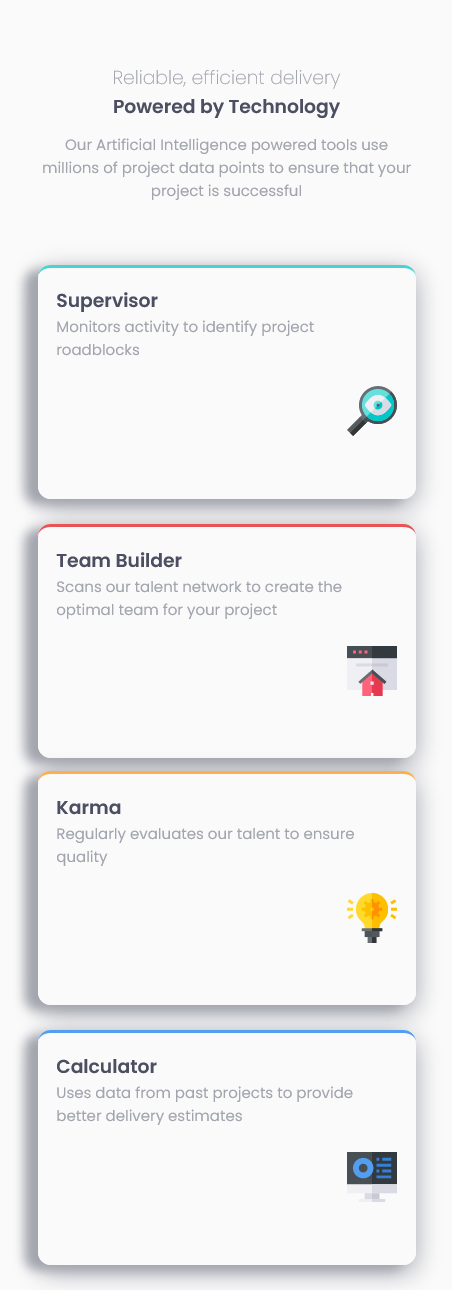 Reliable, efficient delivery
Powered by Technology
Our Artificial Intelligence powered tools use
millions of project data points to ensure that your
project is successful
Supervisor
Monitors activity to identify project
roadblocks
Team Builder
Scans our talent network to create the
optimal team for your project
Karma
Regularly evaluates our talent to ensure
quality
Calculator
Uses data from past projects to provide
better delivery estimates